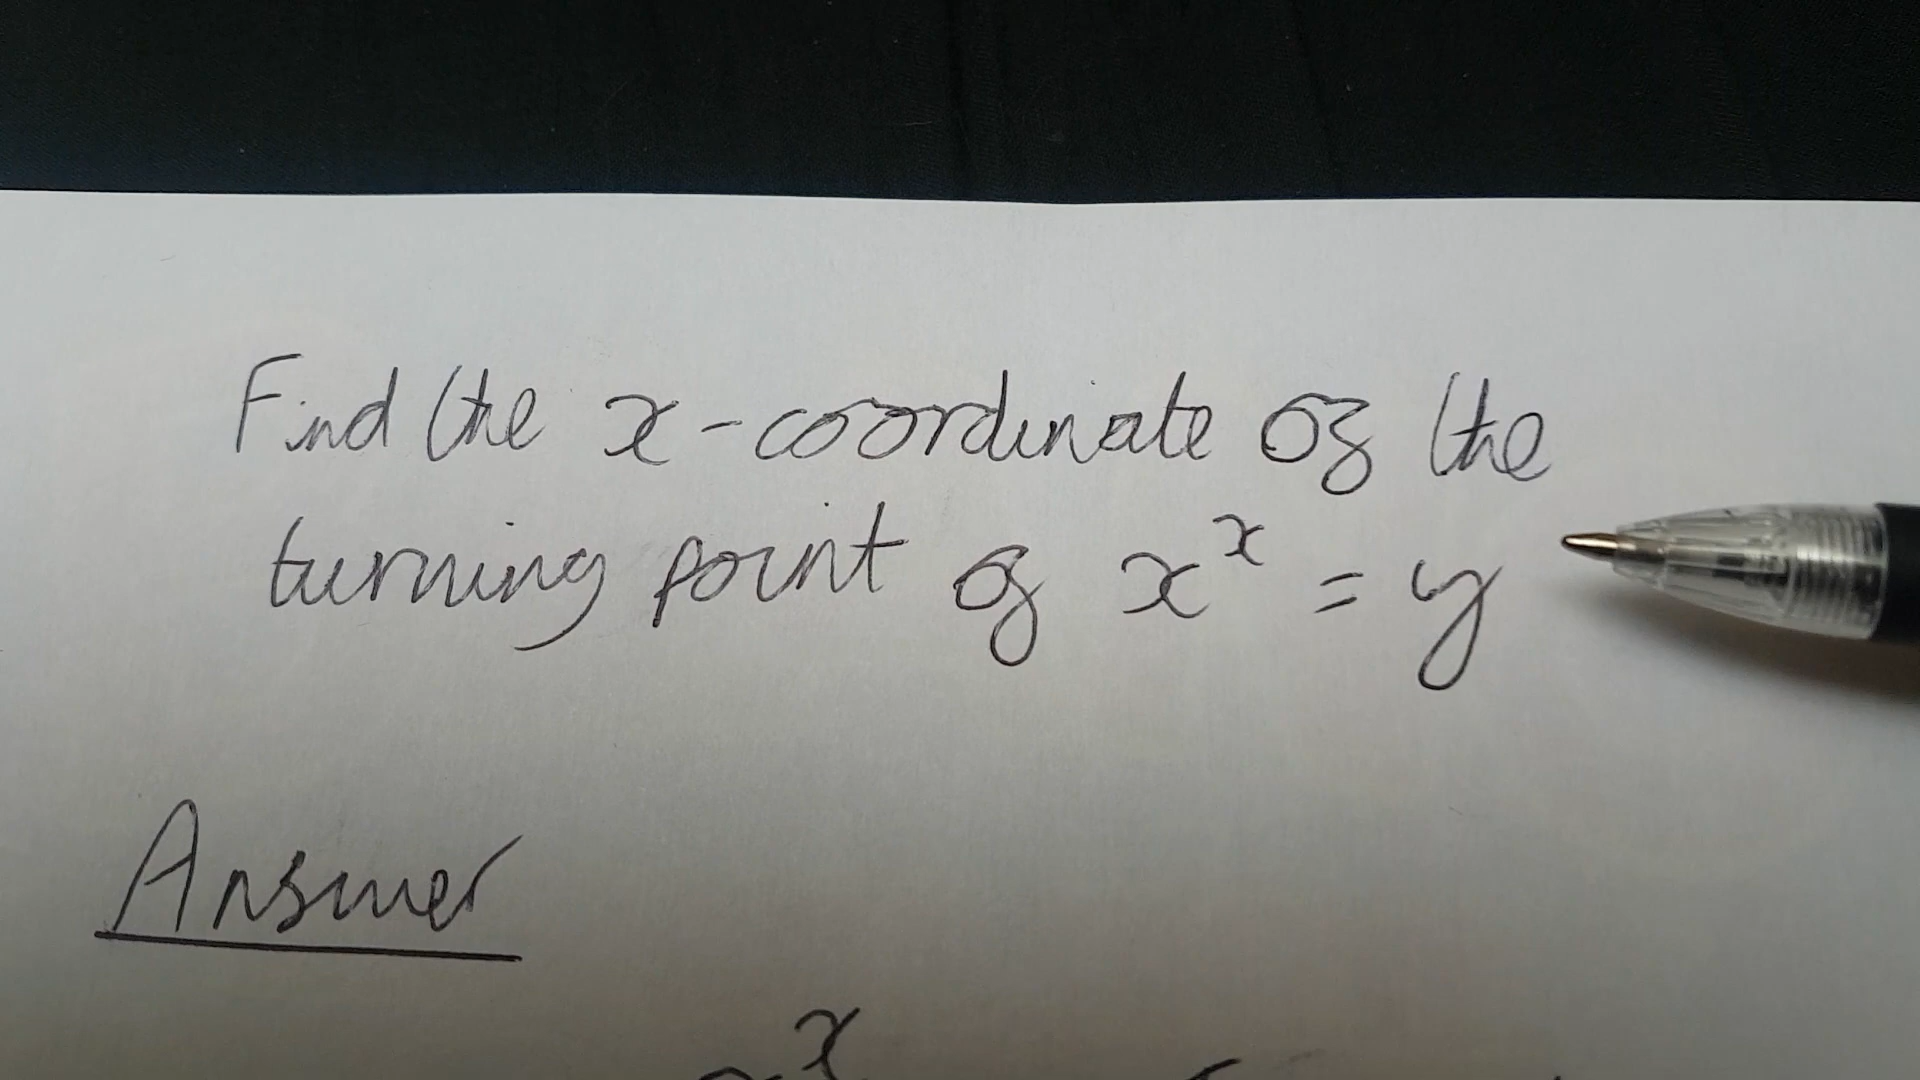 Find the x-coordinate of the
turning point of x^x = y
Answer
x